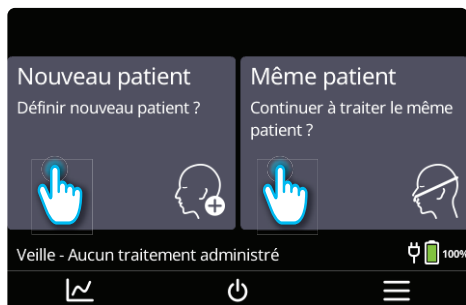 Nouveau patient
Définir nouveau patient ?
Même patient
Continuer à traiter le même
patient ?
Veille - Aucun traitement administré
100%